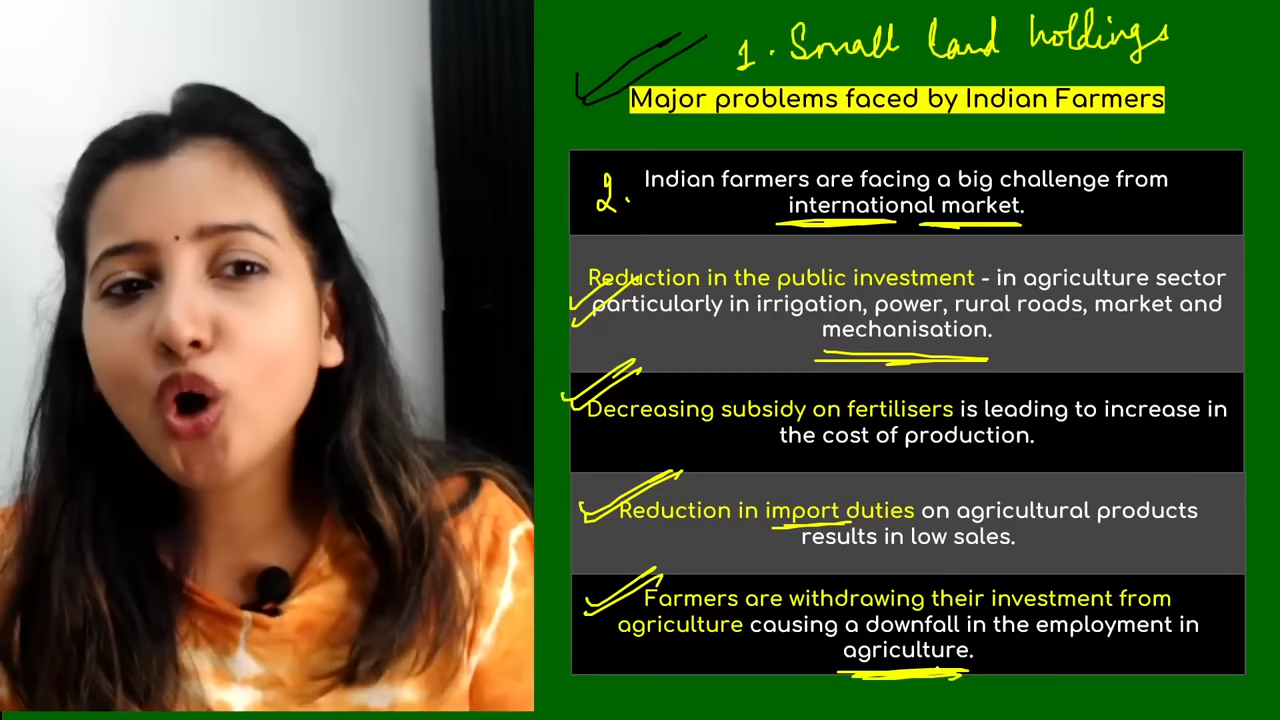 1. Small land holdings
Major problems faced by Indian Farmers
2. Indian farmers are facing a big challenge from
international market.
Reduction in the public investment - in agriculture sector
particularly in irrigation, power, rural roads, market and
mechanisation.
Decreasing subsidy on fertilisers is leading to increase in
the cost of production.
Reduction in import duties on agricultural products
results in low sales.
Farmers are withdrawing their investment from
agriculture causing a downfall in the employment in
agriculture.